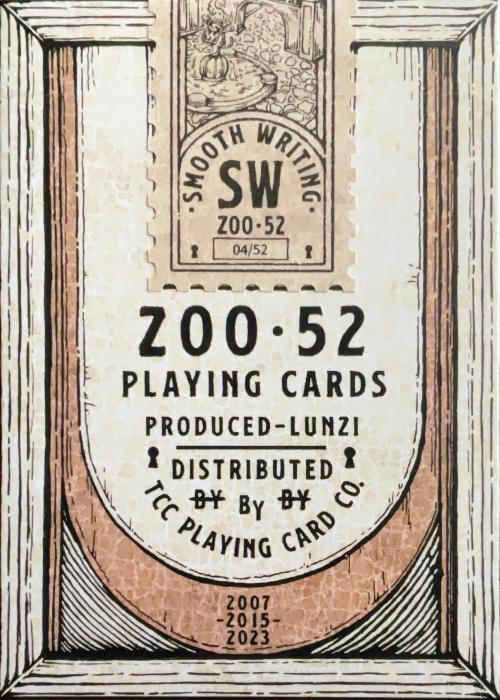 ·SMOOTH WRITING·
SW
ZOO·52
04/52
ZOO·52
PLAYING CARDS
PRODUCED-LUNZI
DISTRIBUTED
BY BY BY
TCC PLAYING CARD CO.
2007
-2015-
2023